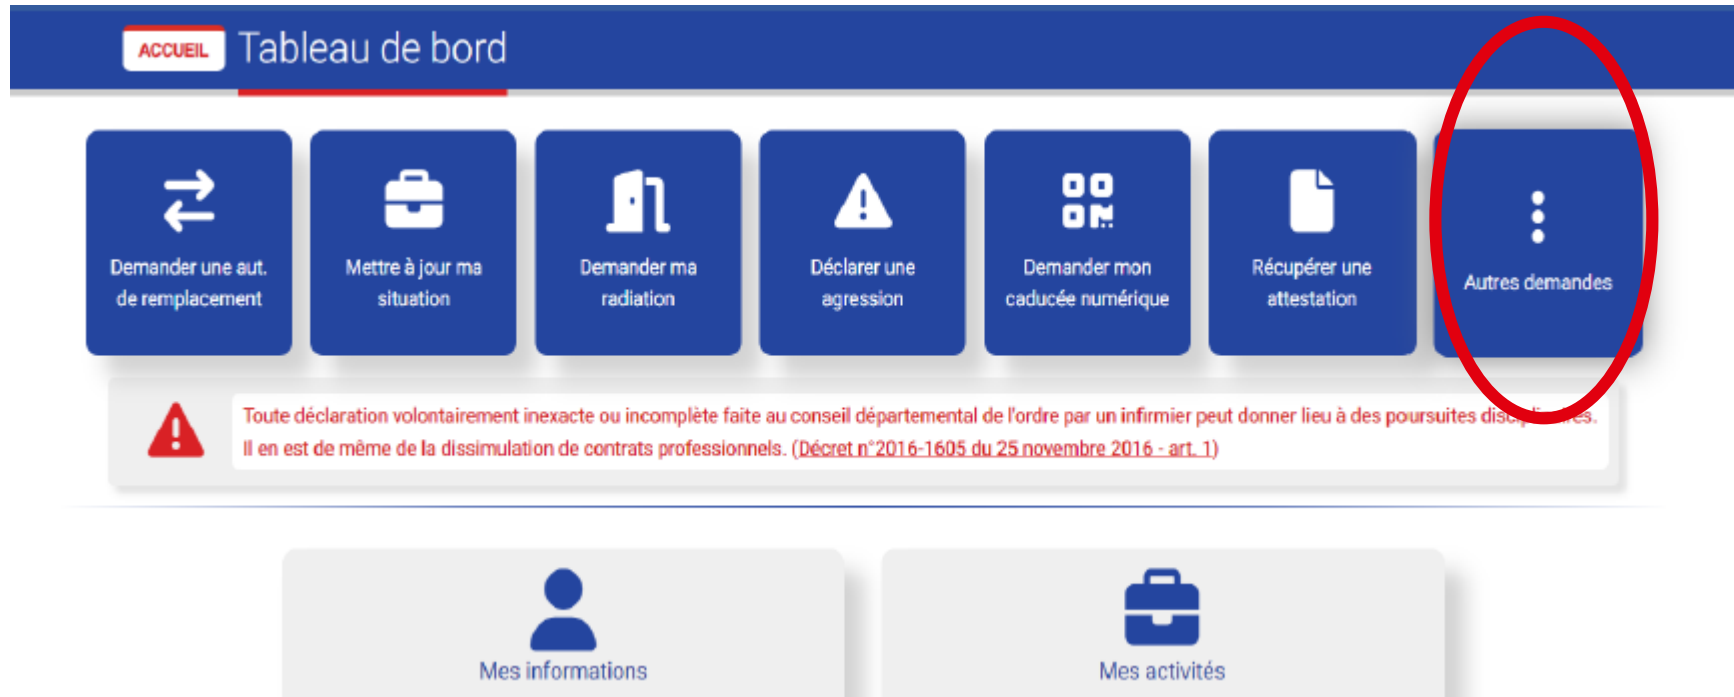 ACCUEIL Tableau de bord
Demander une aut.
de remplacement
Mettre à jour ma
situation
Demander ma
radiation
Déclarer une
agression
Demander mon
caducée numérique
Récupérer une
attestation
Autres demandes
Toute déclaration volontairement inexacte ou incomplète faite au conseil départemental de l'ordre par un infirmier peut donner lieu à des poursuites disciplinaires.
Il en est de même de la dissimulation de contrats professionnels. (Décret n°2016-1605 du 25 novembre 2016 - art. 1)
Mes informations
Mes activités